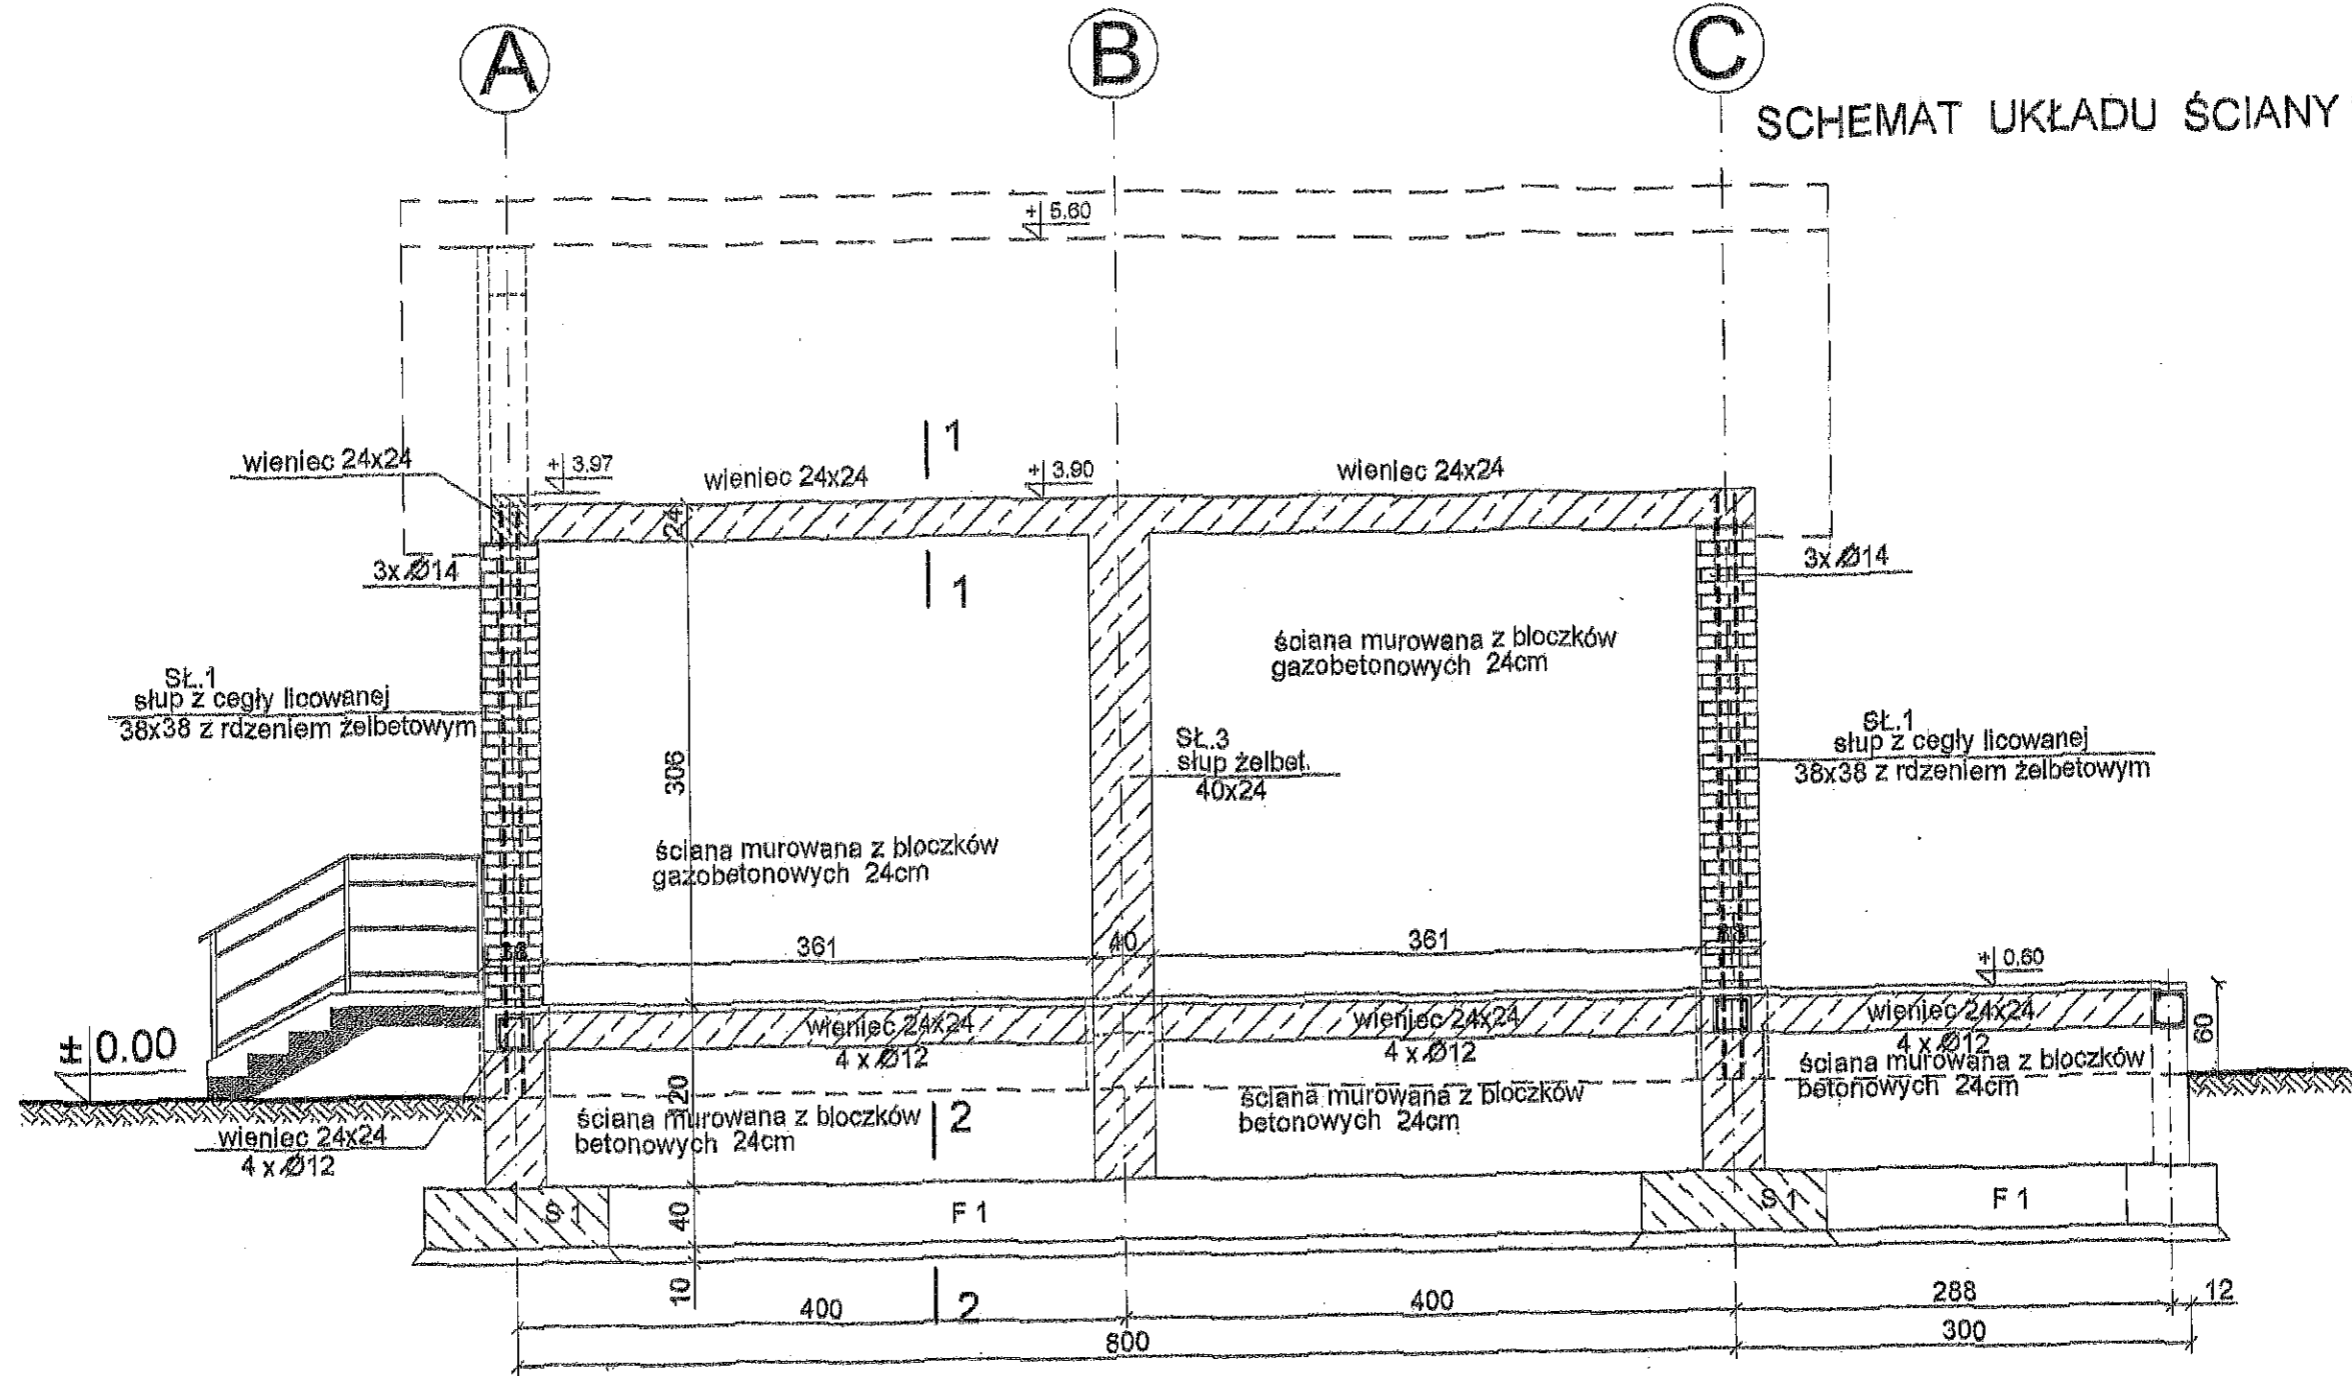 A
B
C
SCHEMAT UKŁADU ŚCIANY
+ 5,60
1
wieniec 24x24
+ 3,97
wieniec 24x24
+ 3,90
wieniec 24x24
24
3x Ø14
1
3x Ø14
ściana murowana z bloczków
gazobetonowych 24cm
SŁ.1
słup z cegły licowanej
38x38 z rdzeniem żelbetowym
306
SŁ.3
słup żelbet.
40x24
SŁ.1
słup z cegły licowanej
38x38 z rdzeniem żelbetowym
ściana murowana z bloczków
gazobetonowych 24cm
361
40
361
+ 0,60
± 0.00
wieniec 24x24
4 x Ø12
wieniec 24x24
4 x Ø12
wieniec 24x24
4 x Ø12
60
ściana murowana z bloczków
betonowych 24cm
ściana murowana z bloczków
betonowych 24cm
ściana murowana z bloczków
betonowych 24cm
2
wieniec 24x24
4 x Ø12
S 1
40
F 1
S 1
F 1
10
2
400
400
288
12
800
300